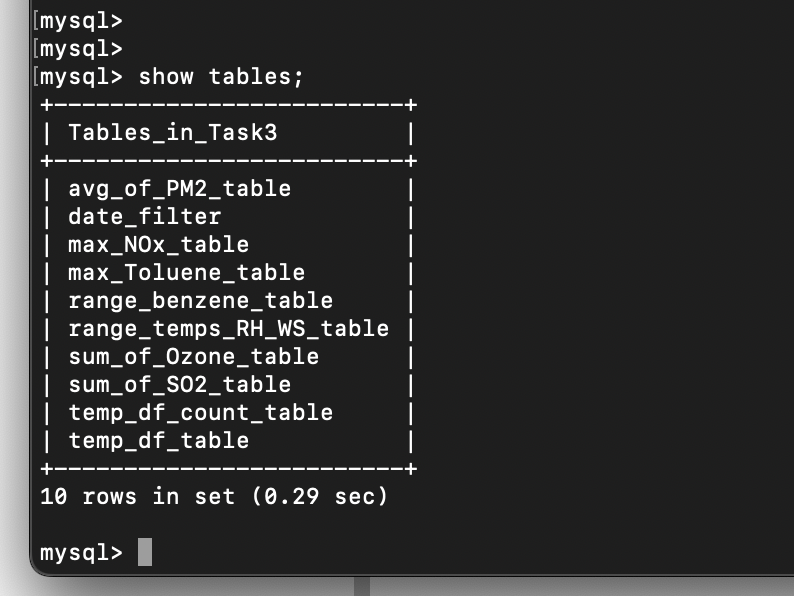 [mysql>
[mysql>
[mysql> show tables;
+-------------------------+
| Tables_in_Task3         |
+-------------------------+
| avg_of_PM2_table        |
| date_filter             |
| max_NOx_table           |
| max_Toluene_table       |
| range_benzene_table     |
| range_temps_RH_WS_table |
| sum_of_Ozone_table      |
| sum_of_SO2_table        |
| temp_df_count_table     |
| temp_df_table           |
+-------------------------+
10 rows in set (0.29 sec)
mysql>